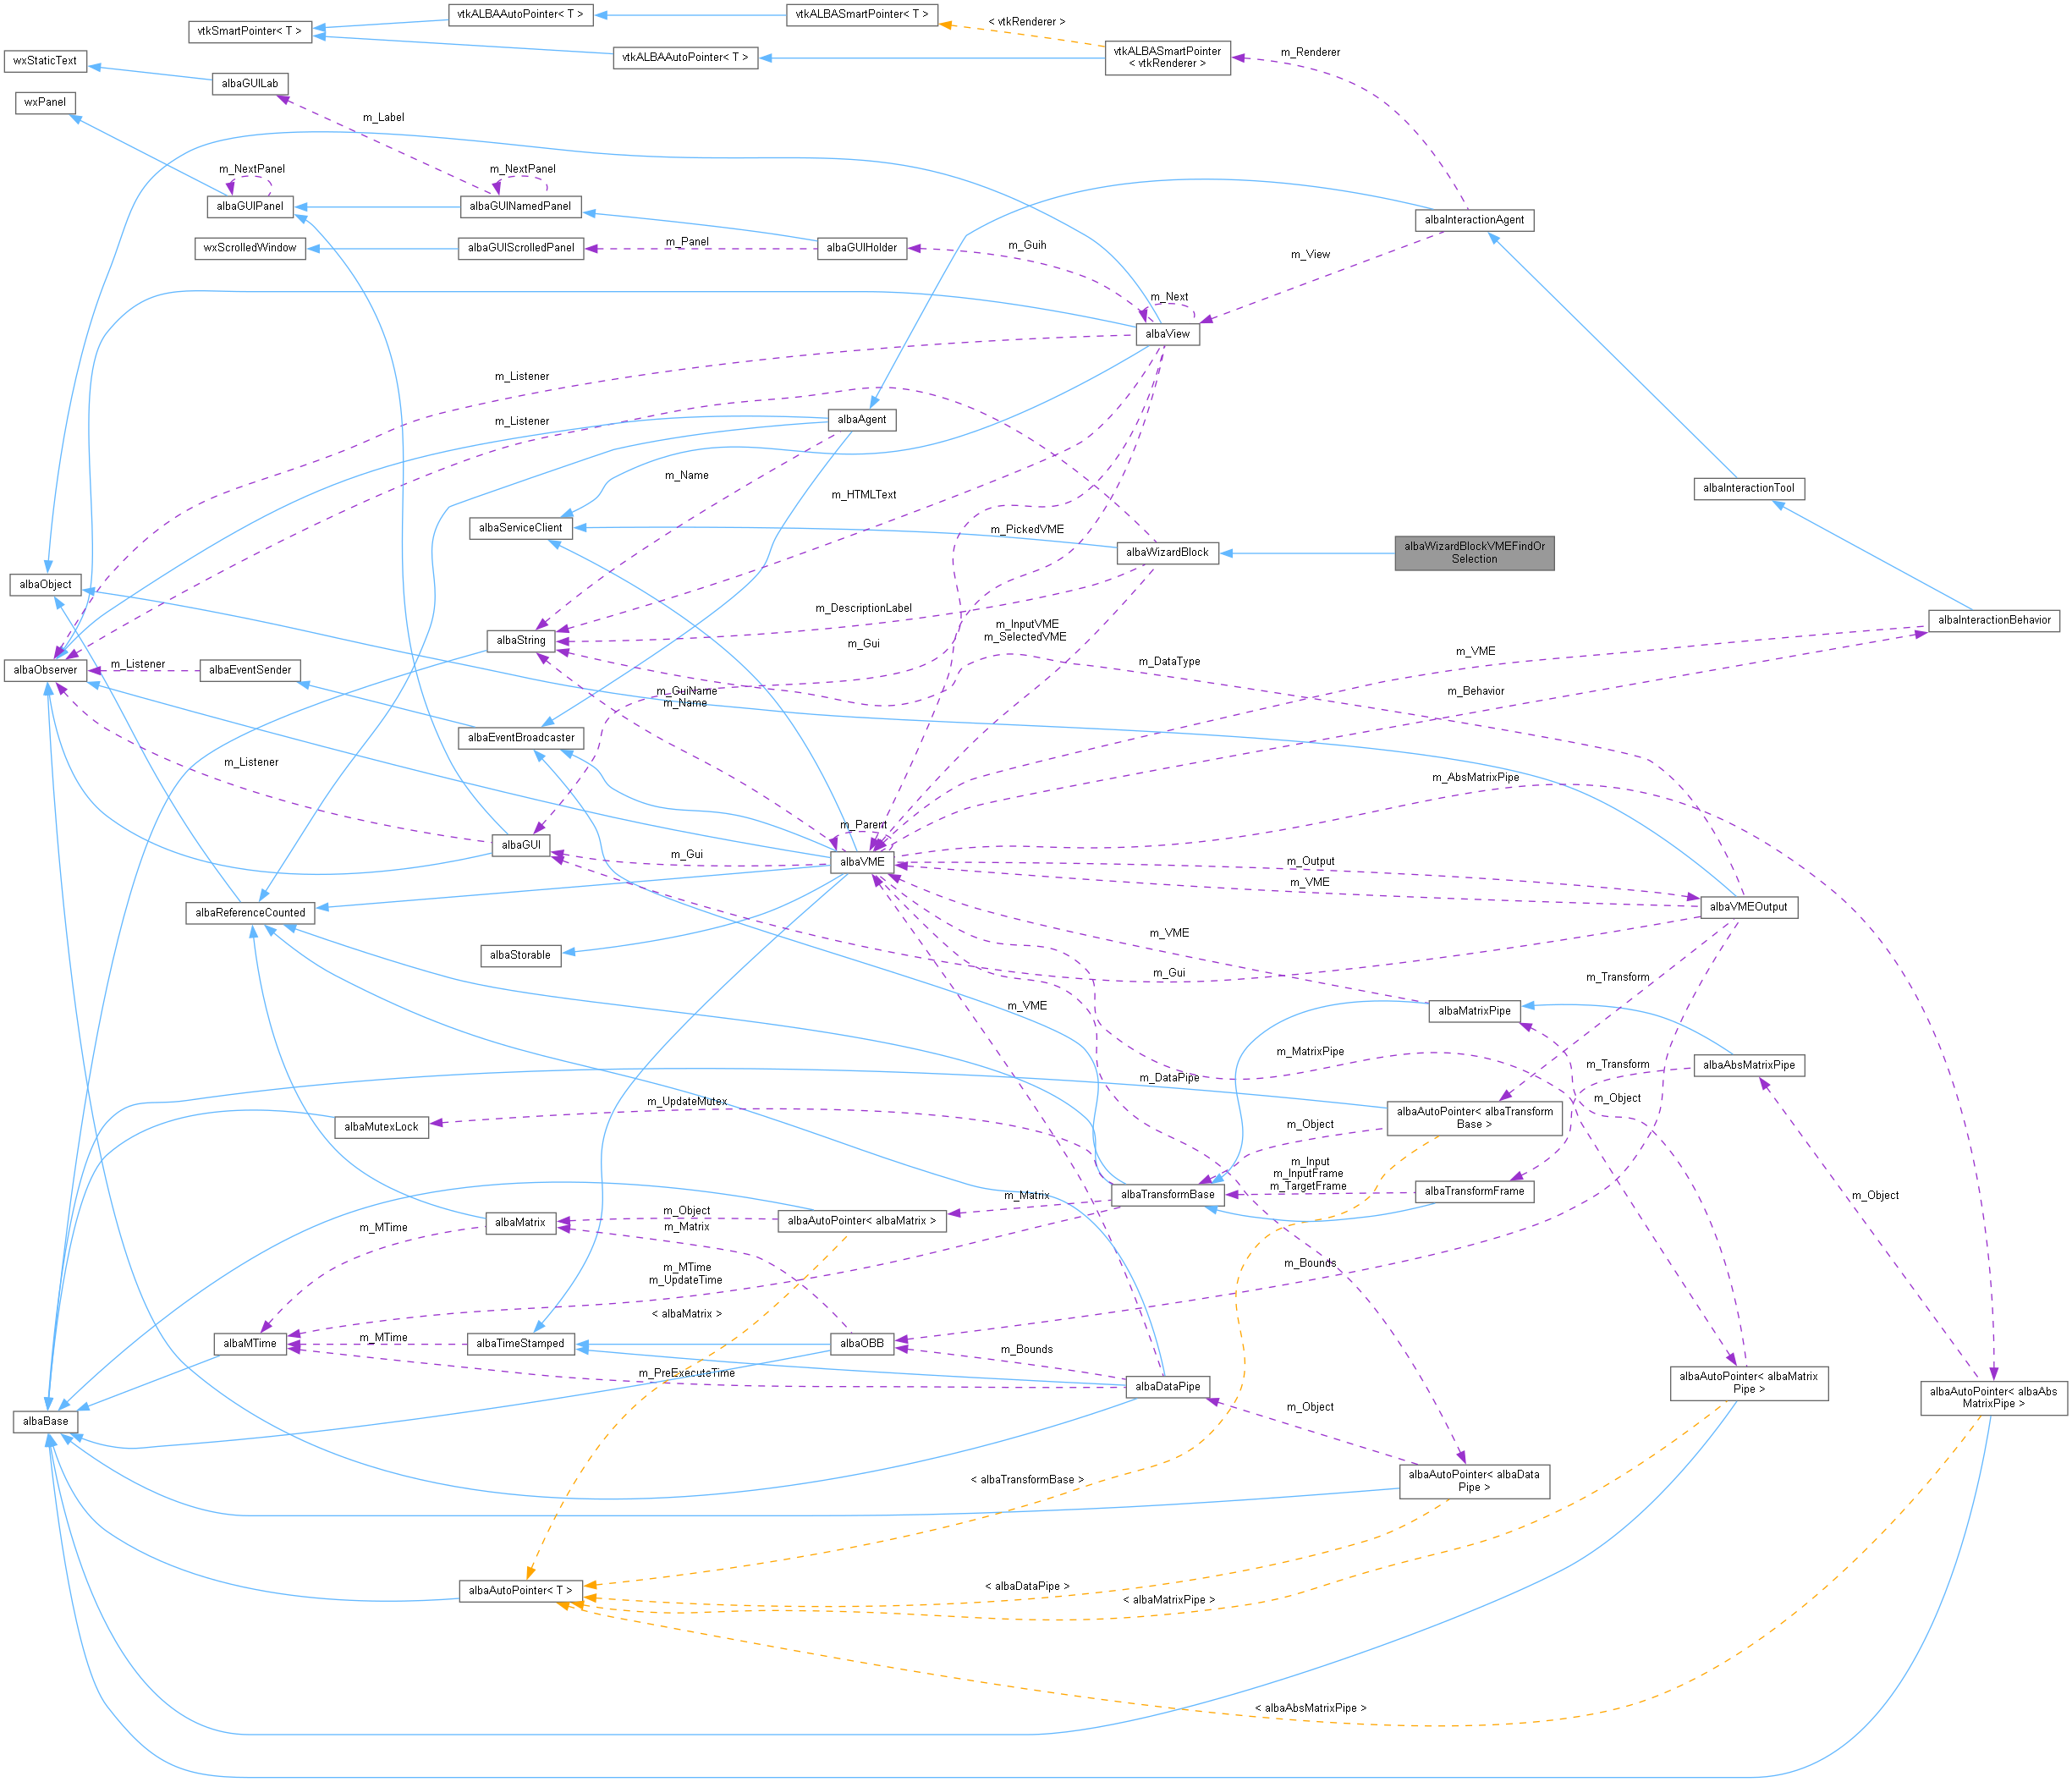 vtkALBAAutoPointer< T >
vtkALBASmartPointer< T >
< vtkRenderer >
vtkSmartPointer< T >
vtkALBAAutoPointer< T >
vtkALBASmartPointer
< vtkRenderer >
m_Renderer
wxStaticText
albaGUILab
wxPanel
m_Label
m_NextPanel
m_NextPanel
albaGUIPanel
albaGUINamedPanel
albaInteractionAgent
wxScrolledWindow
albaGUIScrolledPanel
m_Panel
albaGUIHolder
m_Guih
m_View
m_Next
albaView
m_Listener
m_Listener
albaAgent
m_Name
m_HTMLText
albaInteractionTool
albaServiceClient
m_PickedVME
albaWizardBlock
albaWizardBlockVMEFindOr
Selection
albaObject
m_DescriptionLabel
albaString
m_Gui
m_InputVME
m_SelectedVME
albaInteractionBehavior
albaObserver
m_Listener
albaEventSender
m_DataType
m_VME
m_GuiName
m_Name
m_Behavior
albaEventBroadcaster
m_Listener
m_AbsMatrixPipe
m_Parent
albaGUI
m_Gui
albaVME
m_Output
m_VME
albaReferenceCounted
albaVMEOutput
m_VME
albaStorable
m_Gui
m_Transform
m_VME
albaMatrixPipe
m_MatrixPipe
m_Transform
albaAbsMatrixPipe
m_DataPipe
m_UpdateMutex
m_Object
albaMutexLock
albaAutoPointer< albaTransform
Base >
m_Object
m_Input
m_InputFrame
m_TargetFrame
albaTransformBase
albaTransformFrame
m_Matrix
m_Object
m_Object
m_Matrix
albaMatrix
albaAutoPointer< albaMatrix >
m_MTime
m_MTime
m_UpdateTime
m_Bounds
< albaMatrix >
albaMTime
m_MTime
albaTimeStamped
albaOBB
m_Bounds
m_PreExecuteTime
albaDataPipe
albaAutoPointer< albaMatrix
Pipe >
albaAutoPointer< albaAbs
MatrixPipe >
albaBase
m_Object
< albaTransformBase >
albaAutoPointer< albaData
Pipe >
albaAutoPointer< T >
< albaDataPipe >
< albaMatrixPipe >
< albaAbsMatrixPipe >